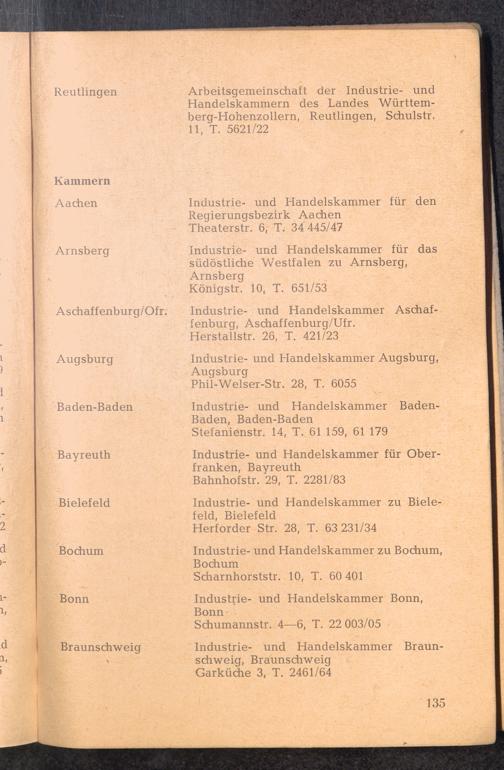 Reutlingen Arbeitsgemeinschaft der Industrie- und
Handelskammern des Landes Württem-
berg-Hohenzollern, Reutlingen, Schulstr.
11, T. 5621/22
Kammern
Aachen Industrie- und Handelskammer für den
Regierungsbezirk Aachen
Theaterstr. 6, T. 34 445/47
Arnsberg Industrie- und Handelskammer für das
südöstliche Westfalen zu Arnsberg,
Arnsberg
Königstr. 10, T. 651/53
Aschaffenburg/Ofr. Industrie- und Handelskammer Aschaf-
fenburg, Aschaffenburg/Ufr.
Herstallstr. 26, T. 421/23
Augsburg Industrie- und Handelskammer Augsburg,
Augsburg
Phil-Welser-Str. 28, T. 6055
Baden-Baden Industrie- und Handelskammer Baden-
Baden, Baden-Baden
Stefanienstr. 14, T. 61 159, 61 179
Bayreuth Industrie- und Handelskammer für Ober-
franken, Bayreuth
Bahnhofstr. 29, T. 2281/83
Bielefeld Industrie- und Handelskammer zu Biele-
feld, Bielefeld
Herforder Str. 28, T. 63 231/34
Bochum Industrie- und Handelskammer zu Bochum,
Bochum
Scharnhorststr. 10, T. 60 401
Bonn Industrie- und Handelskammer Bonn,
Bonn
Schumannstr. 4—6, T. 22 003/05
Braunschweig Industrie- und Handelskammer Braun-
schweig, Braunschweig
Garküche 3, T. 2461/64
135